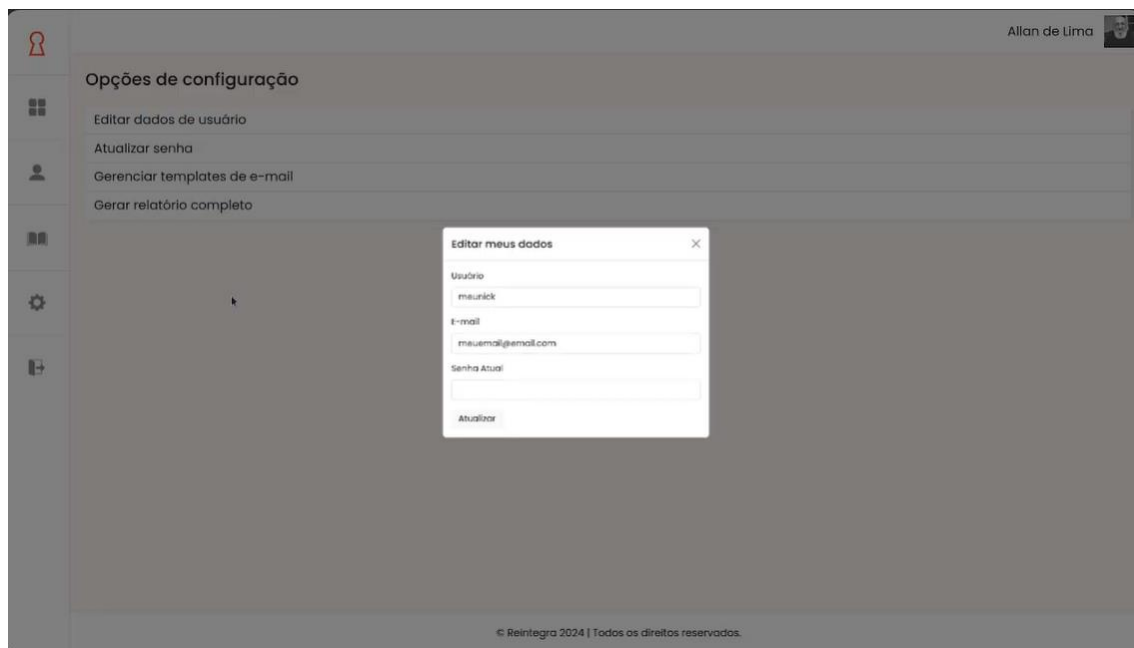 Allan de Lima
Opções de configuração
Editar dados de usuário
Atualizar senha
Gerenciar templates de e-mail
Gerar relatório completo
Editar meus dados
Usuário
meunick
E-mail
meuemail@email.com
Senha Atual
Atualizar
© Reintegra 2024 | Todos os direitos reservados.